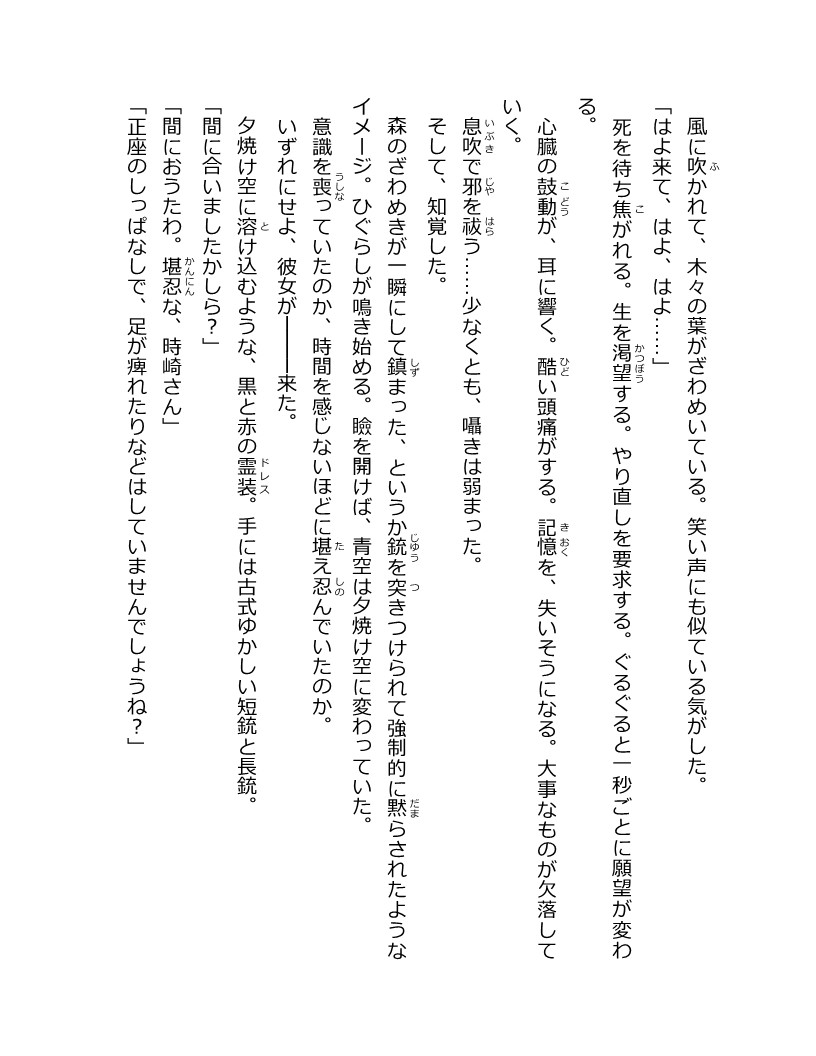 風に吹かれて、木々の葉がざわめいている。笑い声にも似ている気がした。
「はよ来て、はよ、はよ……」
死を待ち焦がれる。生を渇望する。やり直しを要求する。ぐるぐると一秒ごとに願望が変わ
る。
心臓の鼓動が、耳に響く。酷い頭痛がする。記憶を、失いそうになる。大事なものが欠落して
いく。
息吹で邪を祓う……少なくとも、囁きは弱まった。
そして、知覚した。
森のざわめきが一瞬にして鎮まった、というか銃を突きつけられて強制的に黙らされたような
イメージ。ひぐらしが鳴き始める。瞼を開けば、青空は夕焼け空に変わっていた。
意識を喪っていたのか、時間を感じないほどに堪え忍んでいたのか。
いずれにせよ、彼女が――来た。
夕焼け空に溶け込むような、黒と赤の霊装。手には古式ゆかしい短銃と長銃。
「間に合いましたかしら？」
「間におうたわ。堪忍な、時崎さん」
「正座のしっぱなしで、足が痺れたりなどはしていませんでしょうね？」